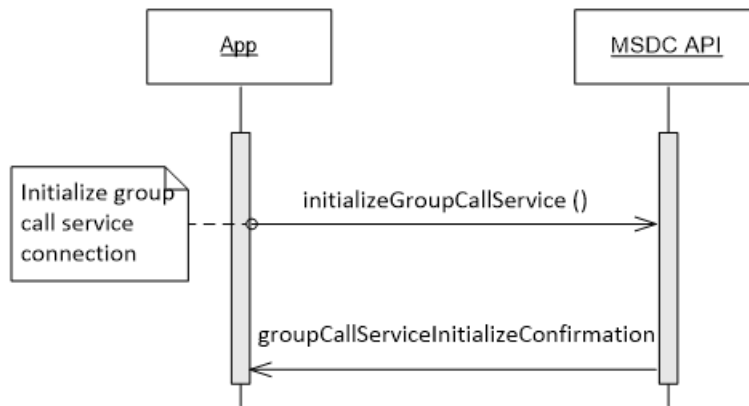 App
MSDC API
Initialize group
call service
connection
initializeGroupCallService ()
groupCallServiceInitializeConfirmation